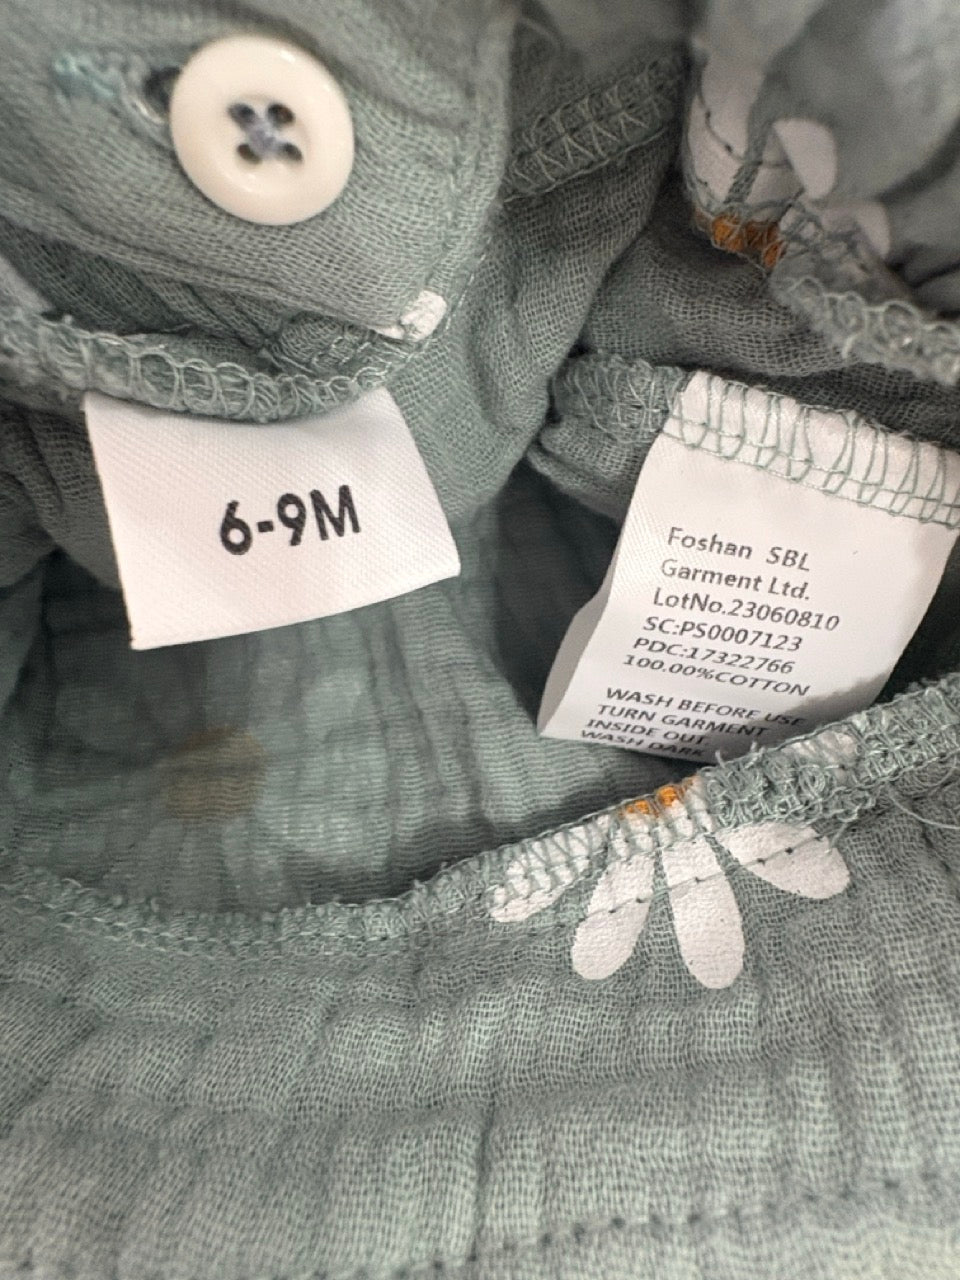 6-9M
Foshan SBL
Garment Ltd.
LotNo.23060810
SC:PS0007123
PDC:17322766
100.00%COTTON
WASH BEFORE USE
TURN GARMENT
INSIDE OUT
WASH DARK